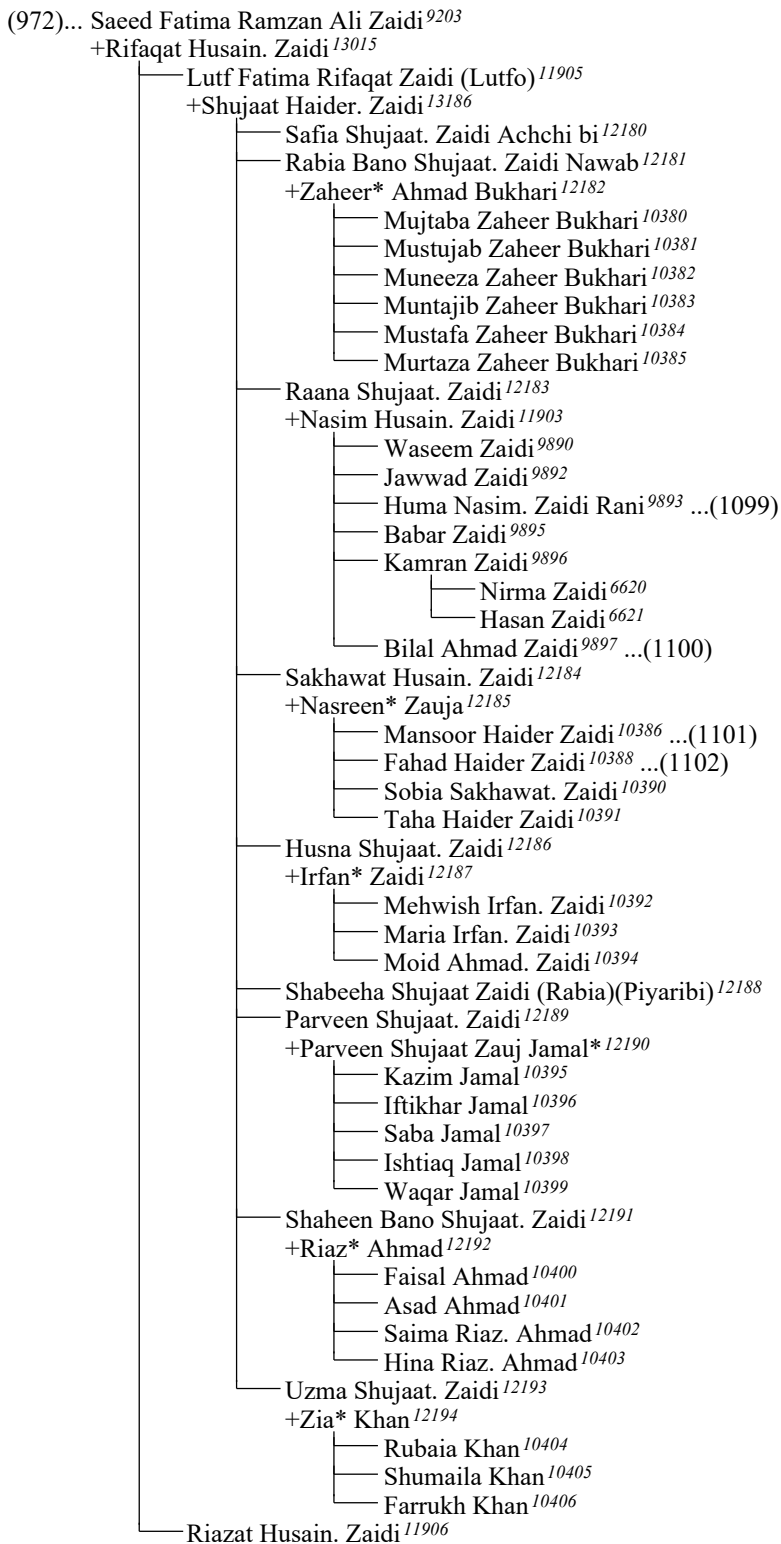 (972)... Saeed Fatima Ramzan Ali Zaidi 9203
+Rifaqat Husain. Zaidi 13015
Lutf Fatima Rifaqat Zaidi (Lutfo) 11905
+Shujaat Haider. Zaidi 13186
Safia Shujaat. Zaidi Achchi bi 12180
Rabia Bano Shujaat. Zaidi Nawab 12181
+Zaheer* Ahmad Bukhari 12182
Mujtaba Zaheer Bukhari 10380
Mustujab Zaheer Bukhari 10381
Muneeza Zaheer Bukhari 10382
Muntajib Zaheer Bukhari 10383
Mustafa Zaheer Bukhari 10384
Murtaza Zaheer Bukhari 10385
Raana Shujaat. Zaidi 12183
+Nasim Husain. Zaidi 11903
Waseem Zaidi 9890
Jawwad Zaidi 9892
Huma Nasim. Zaidi Rani 9893 ...(1099)
Babar Zaidi 9895
Kamran Zaidi 9896
Nirma Zaidi 6620
Hasan Zaidi 6621
Bilal Ahmad Zaidi 9897 ...(1100)
Sakhawat Husain. Zaidi 12184
+Nasreen* Zauja 12185
Mansoor Haider Zaidi 10386 ...(1101)
Fahad Haider Zaidi 10388 ...(1102)
Sobia Sakhawat. Zaidi 10390
Taha Haider Zaidi 10391
Husna Shujaat. Zaidi 12186
+Irfan* Zaidi 12187
Mehwish Irfan. Zaidi 10392
Maria Irfan. Zaidi 10393
Moid Ahmad. Zaidi 10394
Shabeeha Shujaat Zaidi (Rabia)(Piyaribi) 12188
Parveen Shujaat. Zaidi 12189
+Parveen Shujaat Zauj Jamal* 12190
Kazim Jamal 10395
Iftikhar Jamal 10396
Saba Jamal 10397
Ishtiaq Jamal 10398
Waqar Jamal 10399
Shaheen Bano Shujaat. Zaidi 12191
+Riaz* Ahmad 12192
Faisal Ahmad 10400
Asad Ahmad 10401
Saima Riaz. Ahmad 10402
Hina Riaz. Ahmad 10403
Uzma Shujaat. Zaidi 12193
+Zia* Khan 12194
Rubaia Khan 10404
Shumaila Khan 10405
Farrukh Khan 10406
Riazat Husain. Zaidi 11906